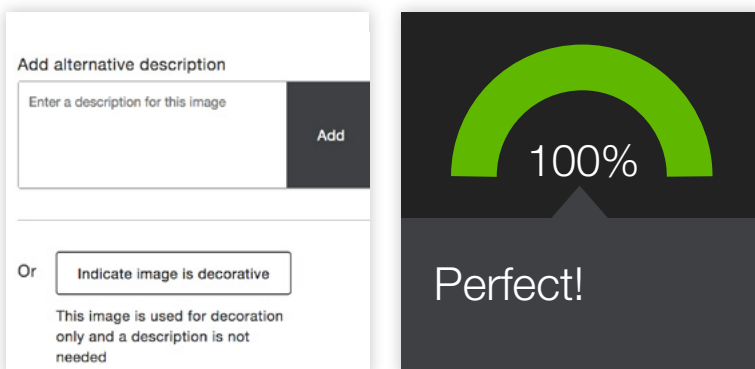 Add alternative description
Enter a description for this image
Add
Or
Indicate image is decorative
This image is used for decoration
only and a description is not
needed
100%
Perfect!